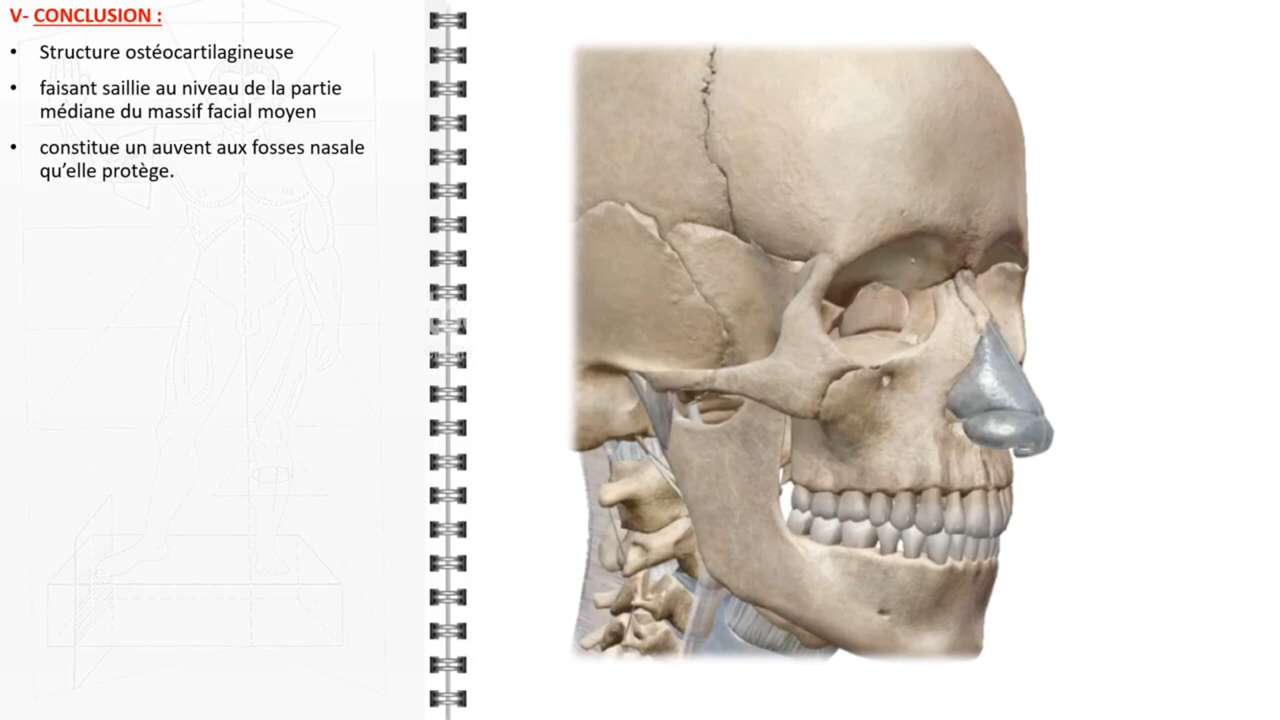 V- CONCLUSION :
• Structure ostéocartilagineuse
• faisant saillie au niveau de la partie
médiane du massif facial moyen
• constitue un auvent aux fosses nasale
qu’elle protège.